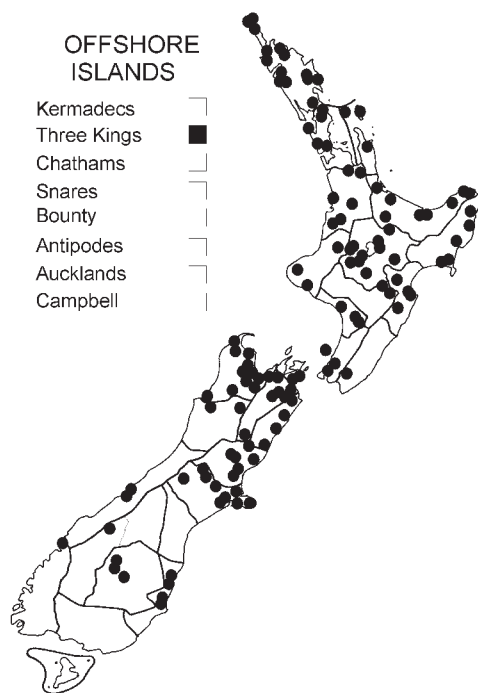 OFFSHORE
ISLANDS
Kermadecs
Three Kings
Chathams
Snares
Bounty
Antipodes
Aucklands
Campbell